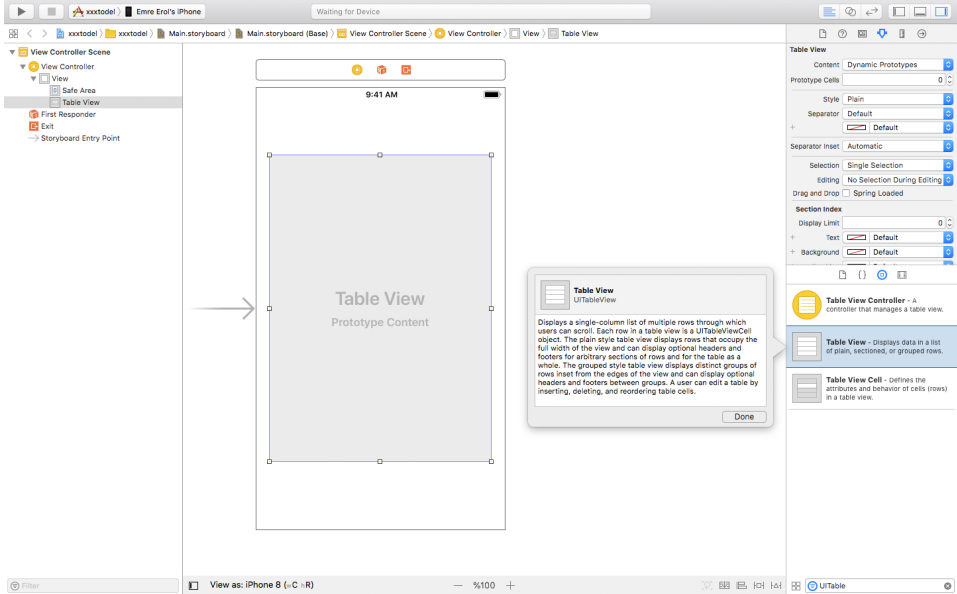 xxxtodel Emre Erol's iPhone
Waiting for Device
xxxtodel xxxtodel Main.storyboard Main.storyboard (Base) View Controller Scene View Controller View Table View
View Controller Scene
View Controller
View
Safe Area
Table View
First Responder
Exit
Storyboard Entry Point
Filter
9:41 AM
Table View
Prototype Content
View as: iPhone 8 (wC hR)
%100
Table View
UITableView
Displays a single-column list of multiple rows through which
users can scroll. Each row in a table view is a UITableViewCell
object. The plain style table view displays rows that occupy the
full width of the view and can display optional headers and
footers for arbitrary sections of rows and for the table as a
whole. The grouped style table view displays distinct groups of
rows inset from the edges of the view and can display optional
headers and footers between groups. A user can edit a table by
inserting, deleting, and reordering table cells.
Done
Table View
Content Dynamic Prototypes
Prototype Cells 0
Style Plain
Separator Default
+ Default
Separator Inset Automatic
Selection Single Selection
Editing No Selection During Editing
Drag and Drop Spring Loaded
Section Index
Display Limit 0
+ Text Default
+ Background Default
Table View Controller - A
controller that manages a table view.
Table View - Displays data in a list
of plain, sectioned, or grouped rows.
Table View Cell - Defines the
attributes and behavior of cells (rows)
in a table view.
UITable